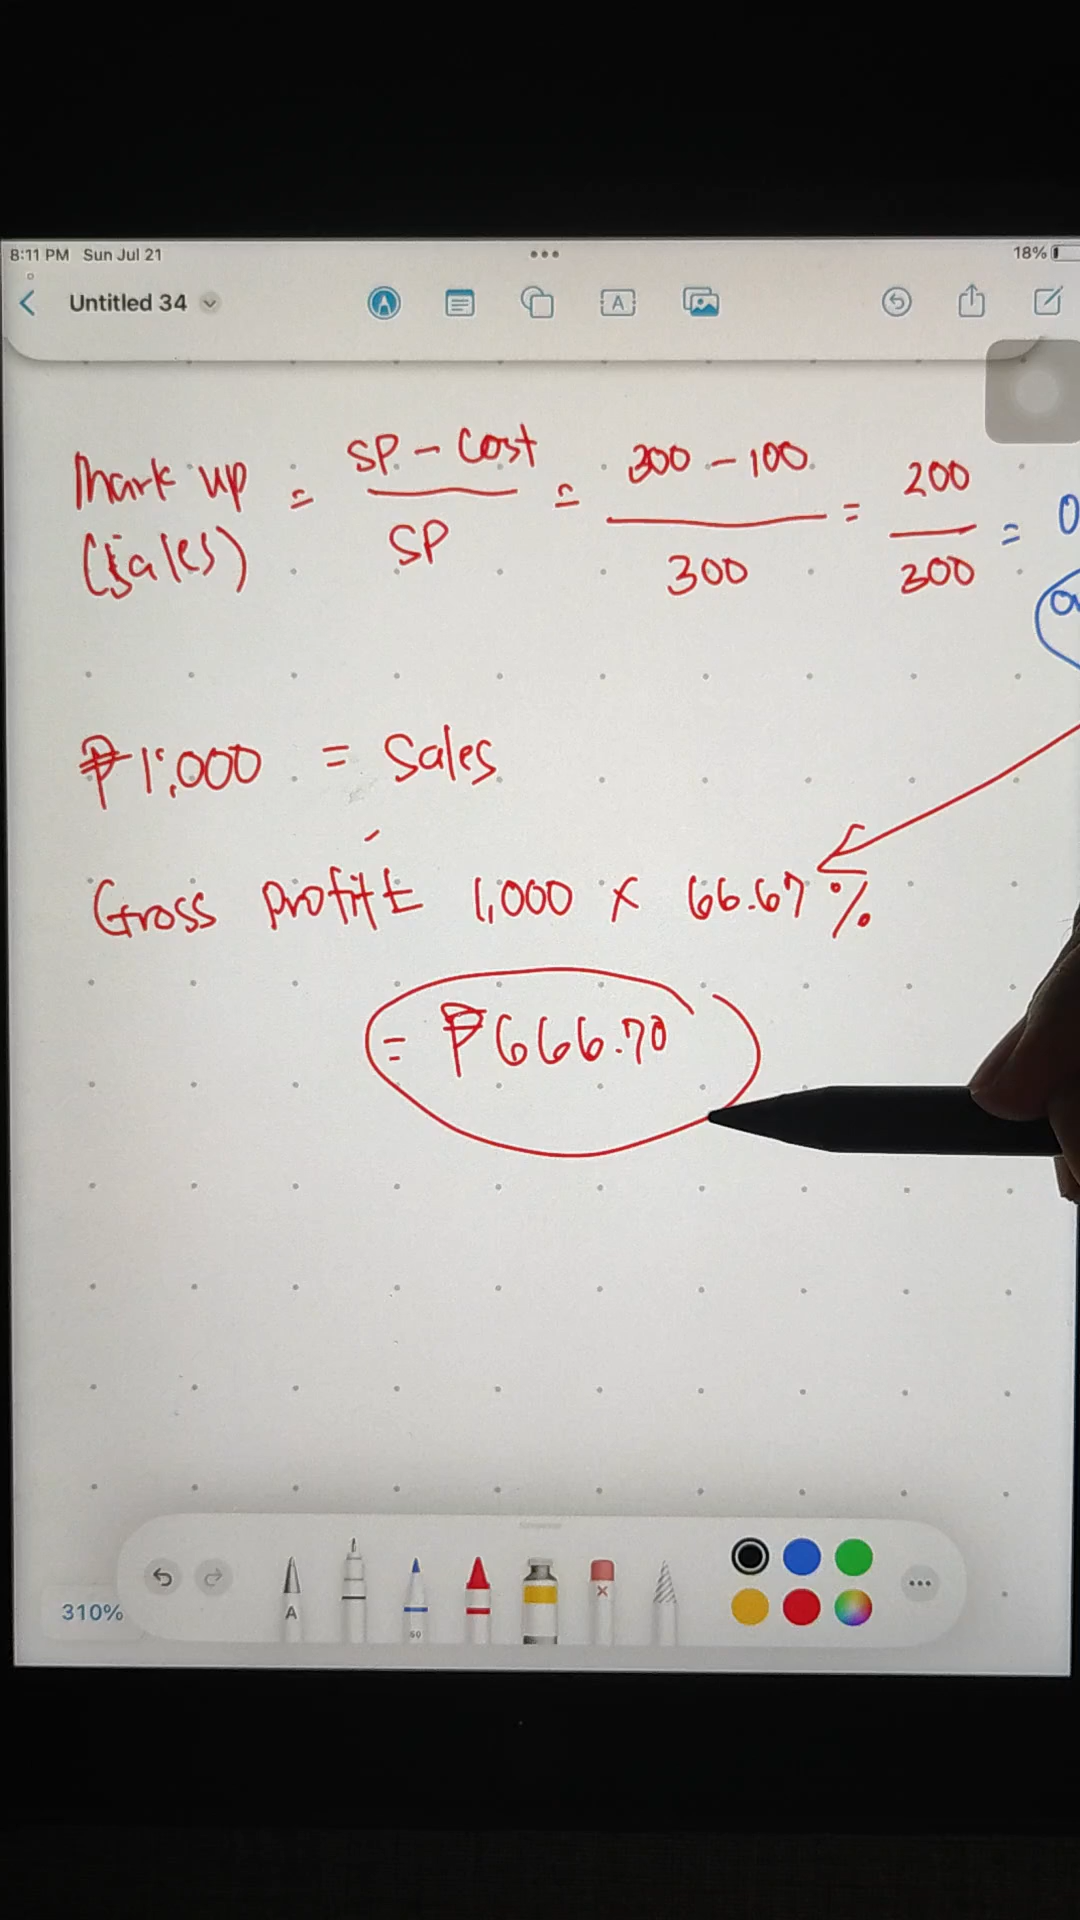 8:11 PM Sun Jul 21
18%
Untitled 34
A
SP - Cost 300 - 100 200
Mark up = = = = 0
(Sales) SP 300 300
₱1,000 = Sales
Gross Profit 1,000 x 66.67%
= ₱666.70
A
50
310%